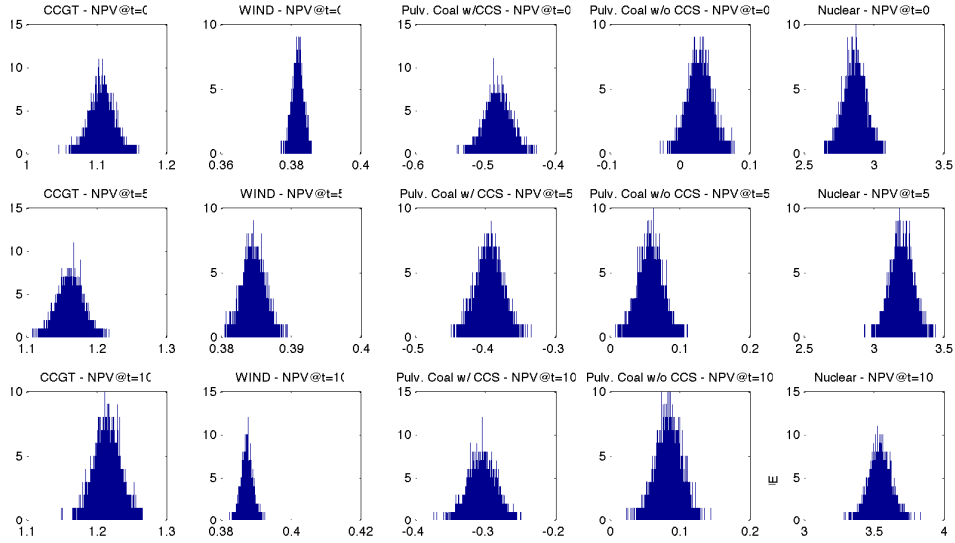 CCGT - NPV@t=0
WIND - NPV@t=0
Pulv. Coal w/CCS - NPV@t=0
Pulv. Coal w/o CCS - NPV@t=0
Nuclear - NPV@t=0
15 10 10 15 10 10
10
5 5 5 5 5
0 0 0 0 0
1 1.1 1.2
0.36 0.38 0.4
-0.6 -0.5 -0.4
-0.1 0 0.1
2.5 3 3.5
CCGT - NPV@t=5
WIND - NPV@t=5
Pulv. Coal w/ CCS - NPV@t=5
Pulv. Coal w/o CCS - NPV@t=5
Nuclear - NPV@t=5
15 10 10 10 10
10
5 5 5 5 5
0 0 0 0 0
1.1 1.2 1.3
0.38 0.39 0.4
-0.5 -0.4 -0.3
0 0.1 0.2
2.5 3 3.5
CCGT - NPV@t=10
WIND - NPV@t=10
Pulv. Coal w/ CCS - NPV@t=10
Pulv. Coal w/o CCS - NPV@t=10
Nuclear - NPV@t=10
10 15 15 10 15
10 10 10
5 5 5 5 5
0 0 0 0 0
1.1 1.2 1.3
0.38 0.4 0.42
-0.4 -0.3 -0.2
0 0.1 0.2
3 3.5 4